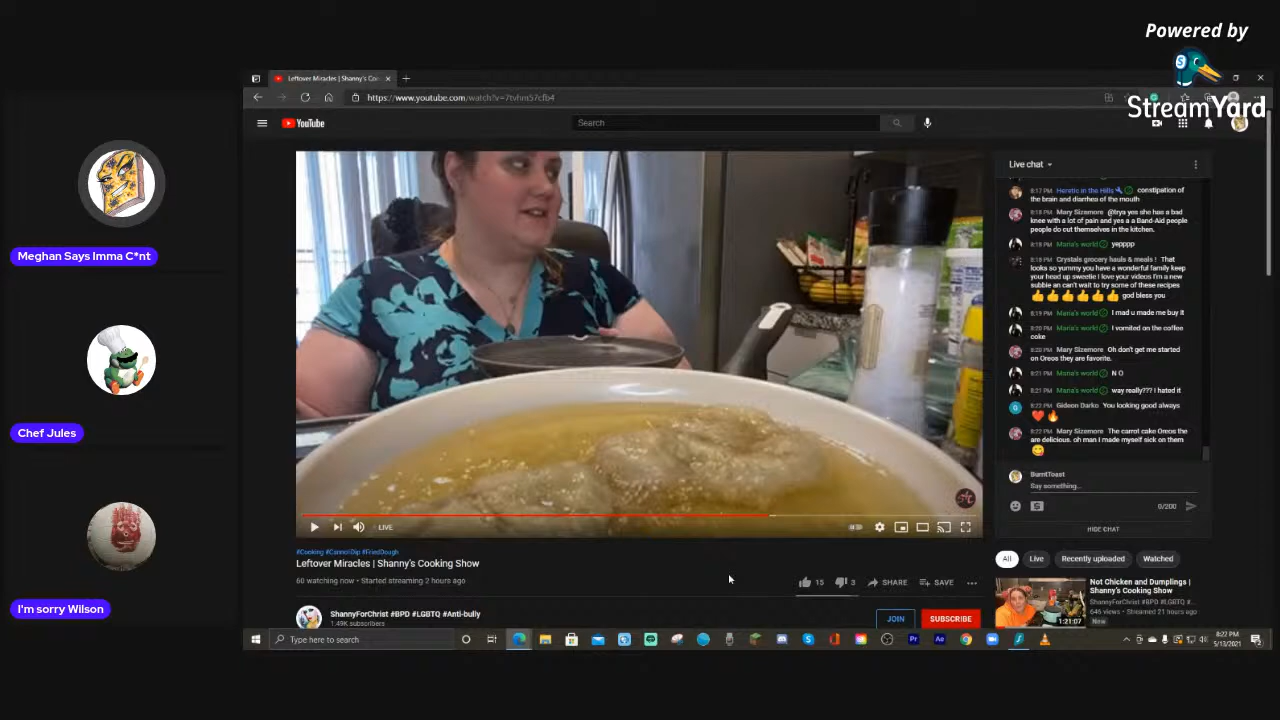 Powered by
StreamYard
Leftover Miracles | Shanny's Co
https://www.youtube.com/watch?v=7tvhm57cfb4
YouTube
Search
Meghan Says Imma C*nt
Chef Jules
I'm sorry Wilson
Live chat
8:17 PM Heretic in the Hills constipation of
the brain and diarrhea of the mouth
8:18 PM Mary Sizemore @Irya yes she has a bad
knee with a lot of pain and yes a a Band-Aid people
people do cut themselves in the kitchen.
8:18 PM Maria's world yepppp
8:19 PM Crystals grocery hauls & meals ! That
looks so yummy you have a wonderful family keep
your head up sweetie I love your videos I'm a new
subbie an can't wait to try some of these recipes
👍👍👍👍👍👍 god bless you
8:19 PM Maria's world I mad u made me buy it
8:20 PM Maria's world I vomited on the coffee
coke
8:20 PM Mary Sizemore Oh don't get me started
on Oreos they are favorite.
8:21 PM Maria's world N O
8:21 PM Maria's world way really??? I hated it
8:22 PM Gideon Darko You looking good always
❤️🔥
8:22 PM Mary Sizemore The carrot cake Oreos the
are delicious. oh man I made myself sick on them
😋
BurntToast
Say something...
0/200
HIDE CHAT
LIVE
#Cooking #CannoliDip #FriedDough
Leftover Miracles | Shanny's Cooking Show
60 watching now • Started streaming 2 hours ago
15
3
SHARE
SAVE
ShannyForChrist #BPD #LGBTQ #Anti-bully
1.49K subscribers
JOIN
SUBSCRIBE
All
Live
Recently uploaded
Watched
Not Chicken and Dumplings |
Shanny's Cooking Show
ShannyForChrist #BPD #LGBTQ #...
646 views • Streamed 21 hours ago
New
1:21:07
Type here to search
8:22 PM
5/13/2021